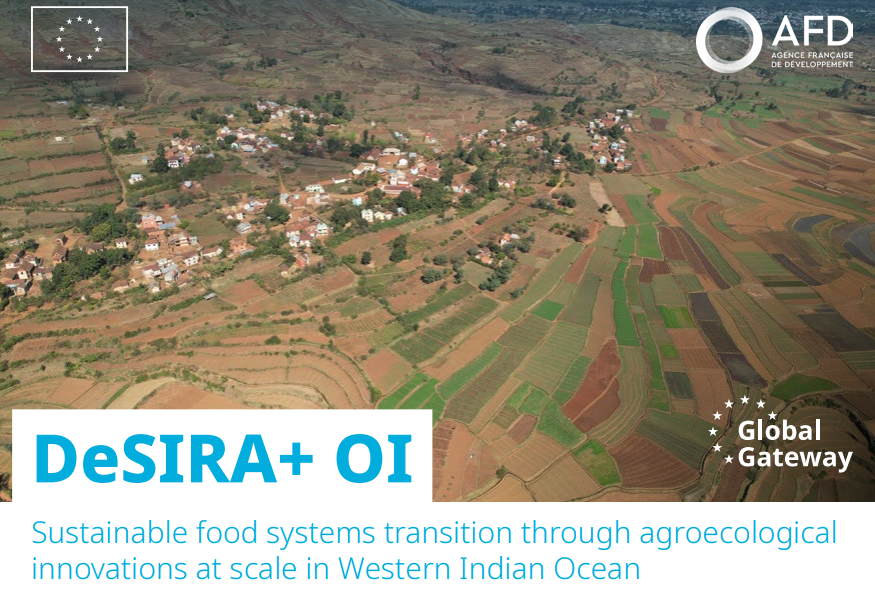 AFD
AGENCE FRANÇAISE
DE DÉVELOPPEMENT
Global
Gateway
DeSIRA+ OI
Sustainable food systems transition through agroecological
innovations at scale in Western Indian Ocean